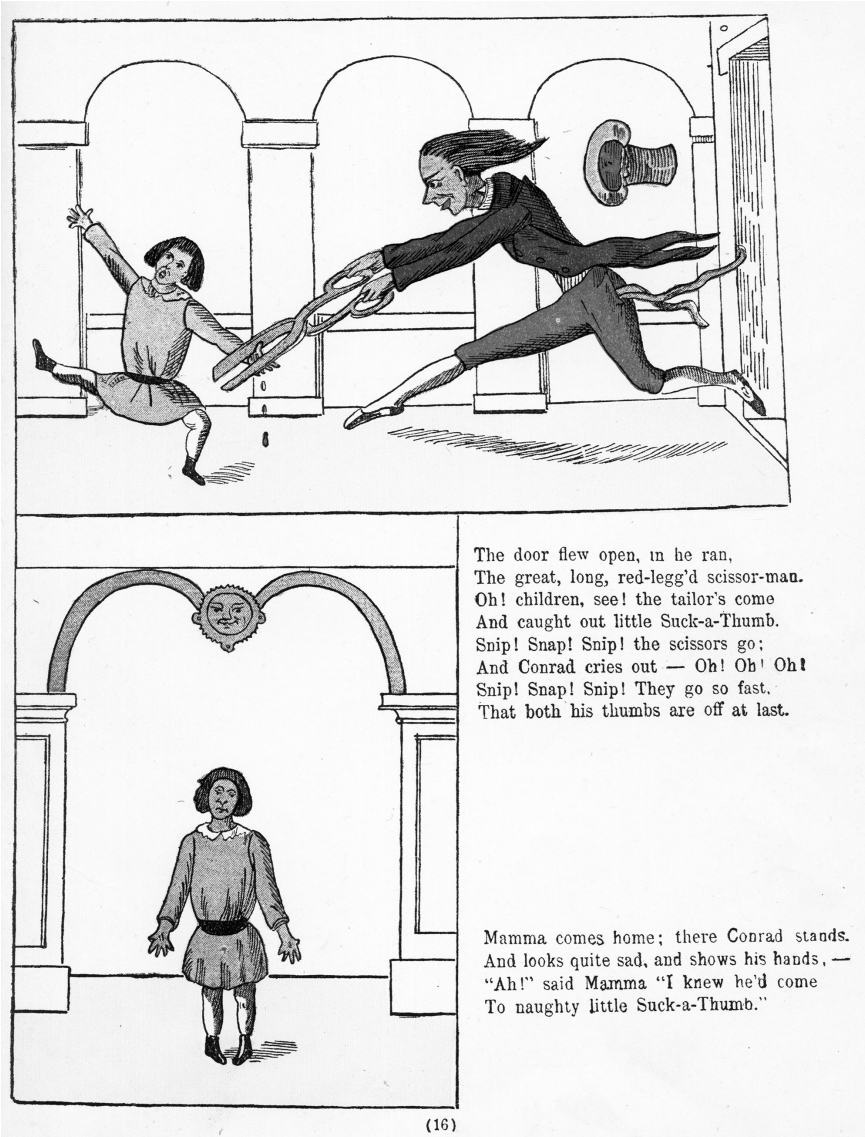 The door flew open, in he ran,
The great, long, red-legg'd scissor-man.
Oh! children, see! the tailor's come
And caught out little Suck-a-Thumb.
Snip! Snap! Snip! the scissors go;
And Conrad cries out — Oh! Oh! Oh!
Snip! Snap! Snip! They go so fast,
That both his thumbs are off at last.
Mamma comes home; there Conrad stands.
And looks quite sad, and shows his hands, —
"Ah!" said Mamma "I knew he'd come
To naughty little Suck-a-Thumb."
(16)